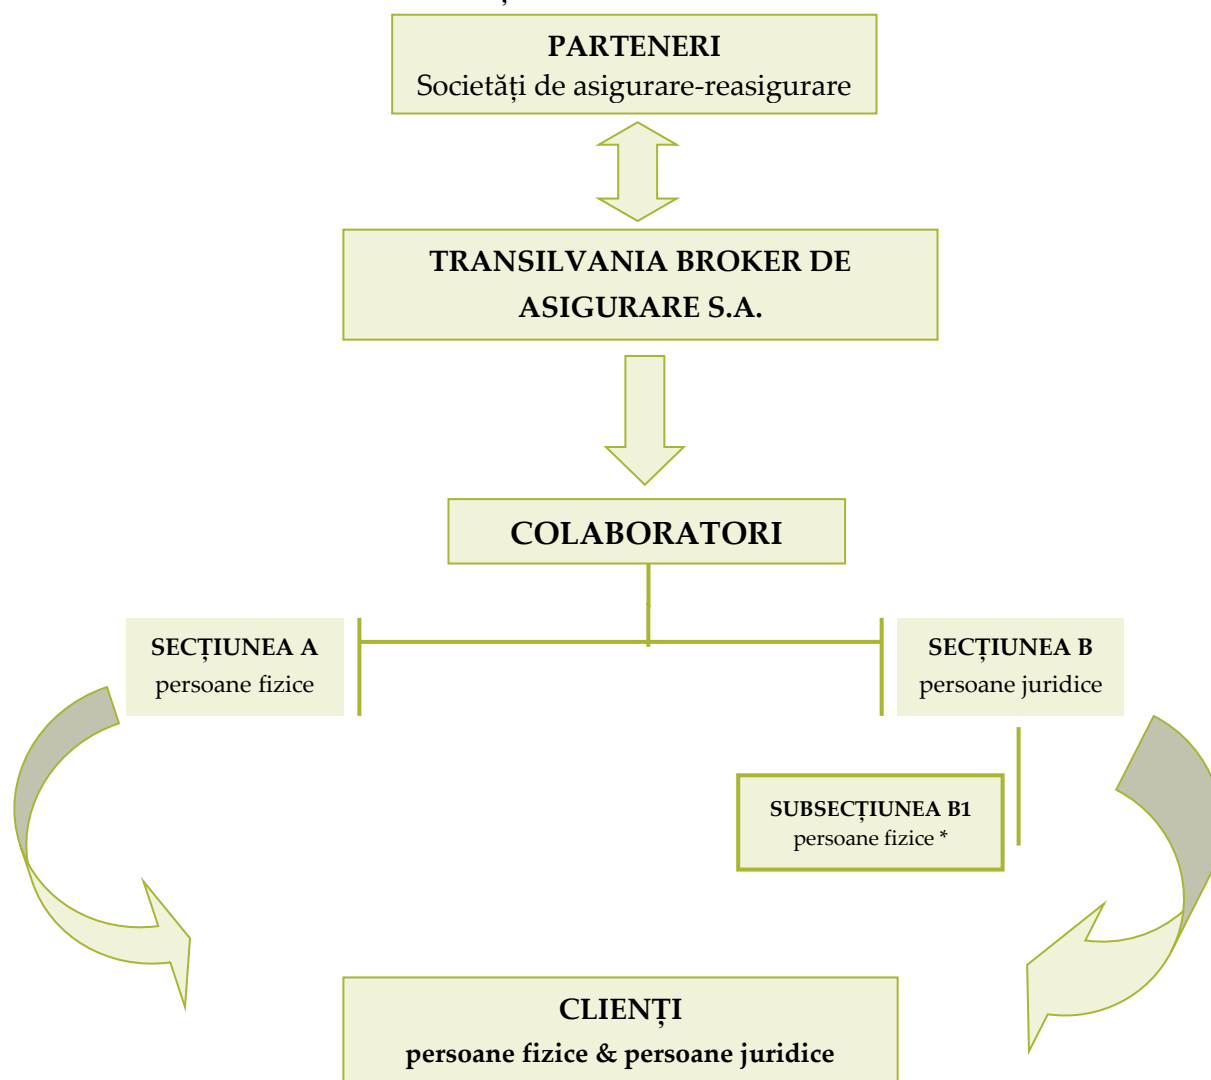 PARTENERI
Societăți de asigurare-reasigurare
TRANSILVANIA BROKER DE
ASIGURARE S.A.
COLABORATORI
SECȚIUNEA A
persoane fizice
SECȚIUNEA B
persoane juridice
SUBSECȚIUNEA B1
persoane fizice *
CLIENȚI
persoane fizice & persoane juridice